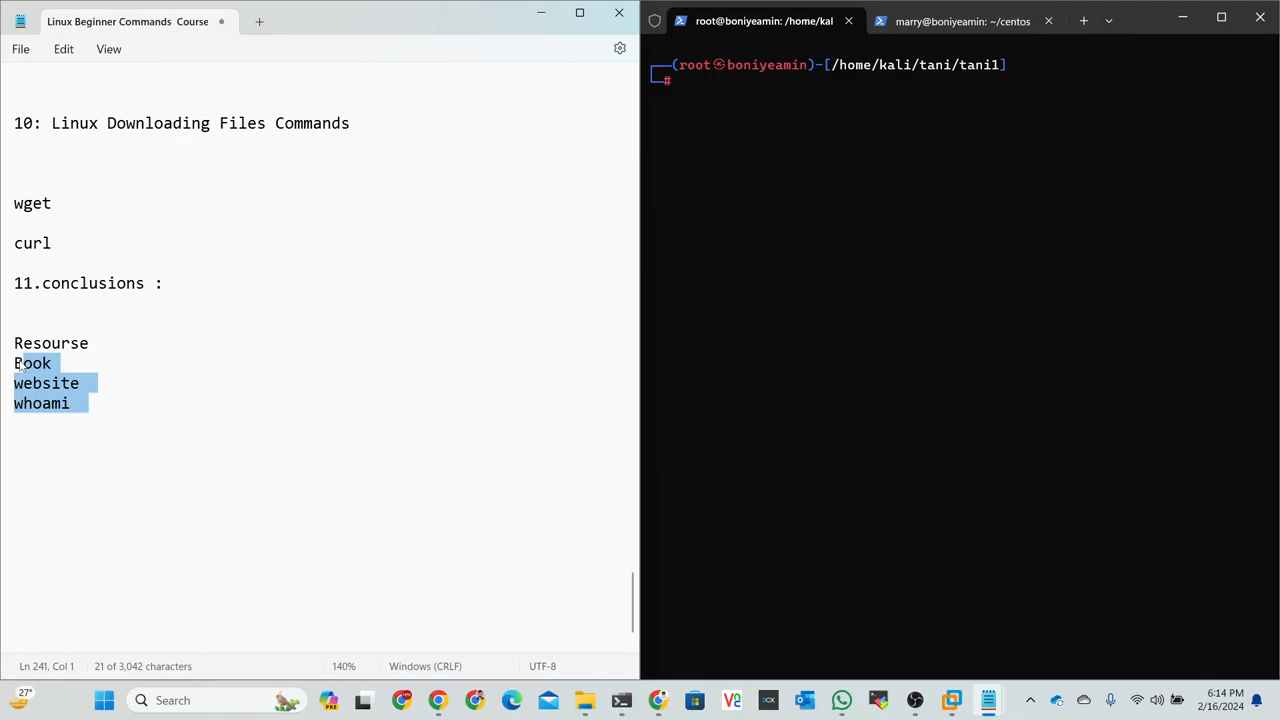 Linux Beginner Commands Course
File Edit View
10: Linux Downloading Files Commands
wget
curl
11.conclusions :
Resourse
Book
website
whoami
Ln 241, Col 1 21 of 3,042 characters 140% Windows (CRLF) UTF-8
root@boniyeamin: /home/kal marry@boniyeamin: ~/centos
(root㉿boniyeamin)-[/home/kali/tani/tani1]
#
27°
Search
6:14 PM
2/16/2024